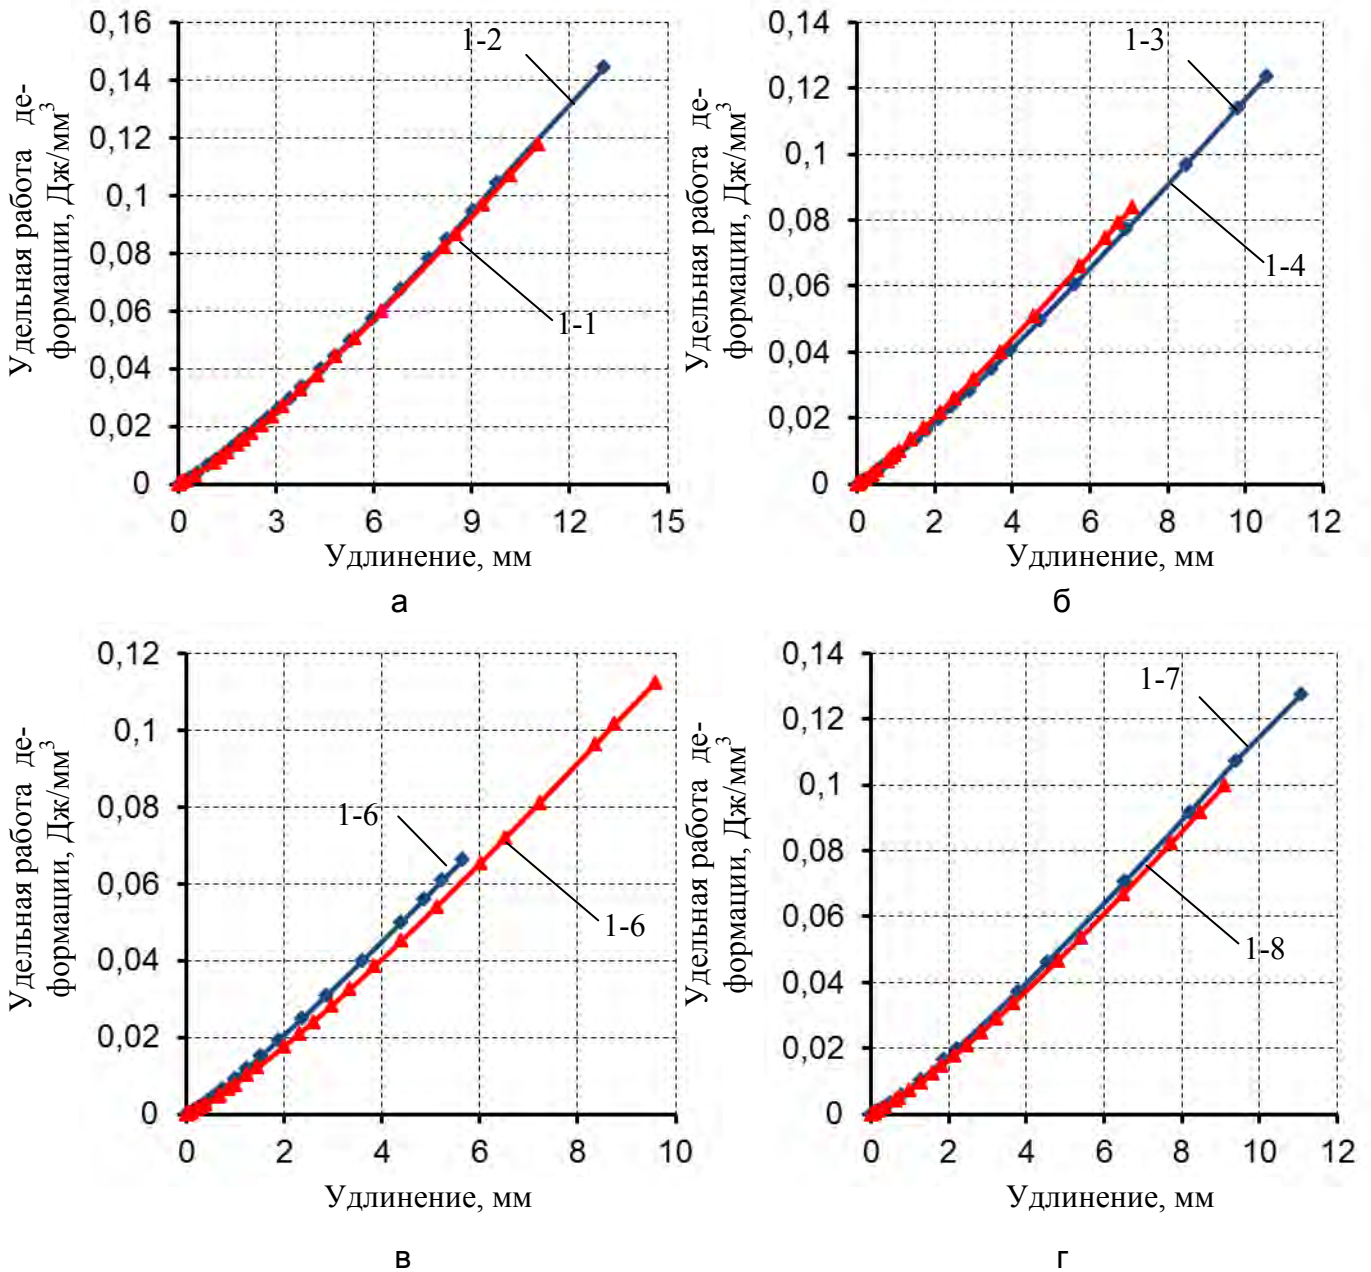 Удельная работа де-
формации, Дж/мм³
0,16
0,14
0,12
0,1
0,08
0,06
0,04
0,02
0
0 3 6 9 12 15
1-2
1-1
Удлинение, мм
а
Удельная работа де-
формации, Дж/мм³
0,14
0,12
0,1
0,08
0,06
0,04
0,02
0
0 2 4 6 8 10 12
1-3
1-4
Удлинение, мм
б
Удельная работа де-
формации, Дж/мм³
0,12
0,1
0,08
0,06
0,04
0,02
0
0 2 4 6 8 10
1-6
1-6
Удлинение, мм
в
Удельная работа де-
формации, Дж/мм³
0,14
0,12
0,1
0,08
0,06
0,04
0,02
0
0 2 4 6 8 10 12
1-7
1-8
Удлинение, мм
г